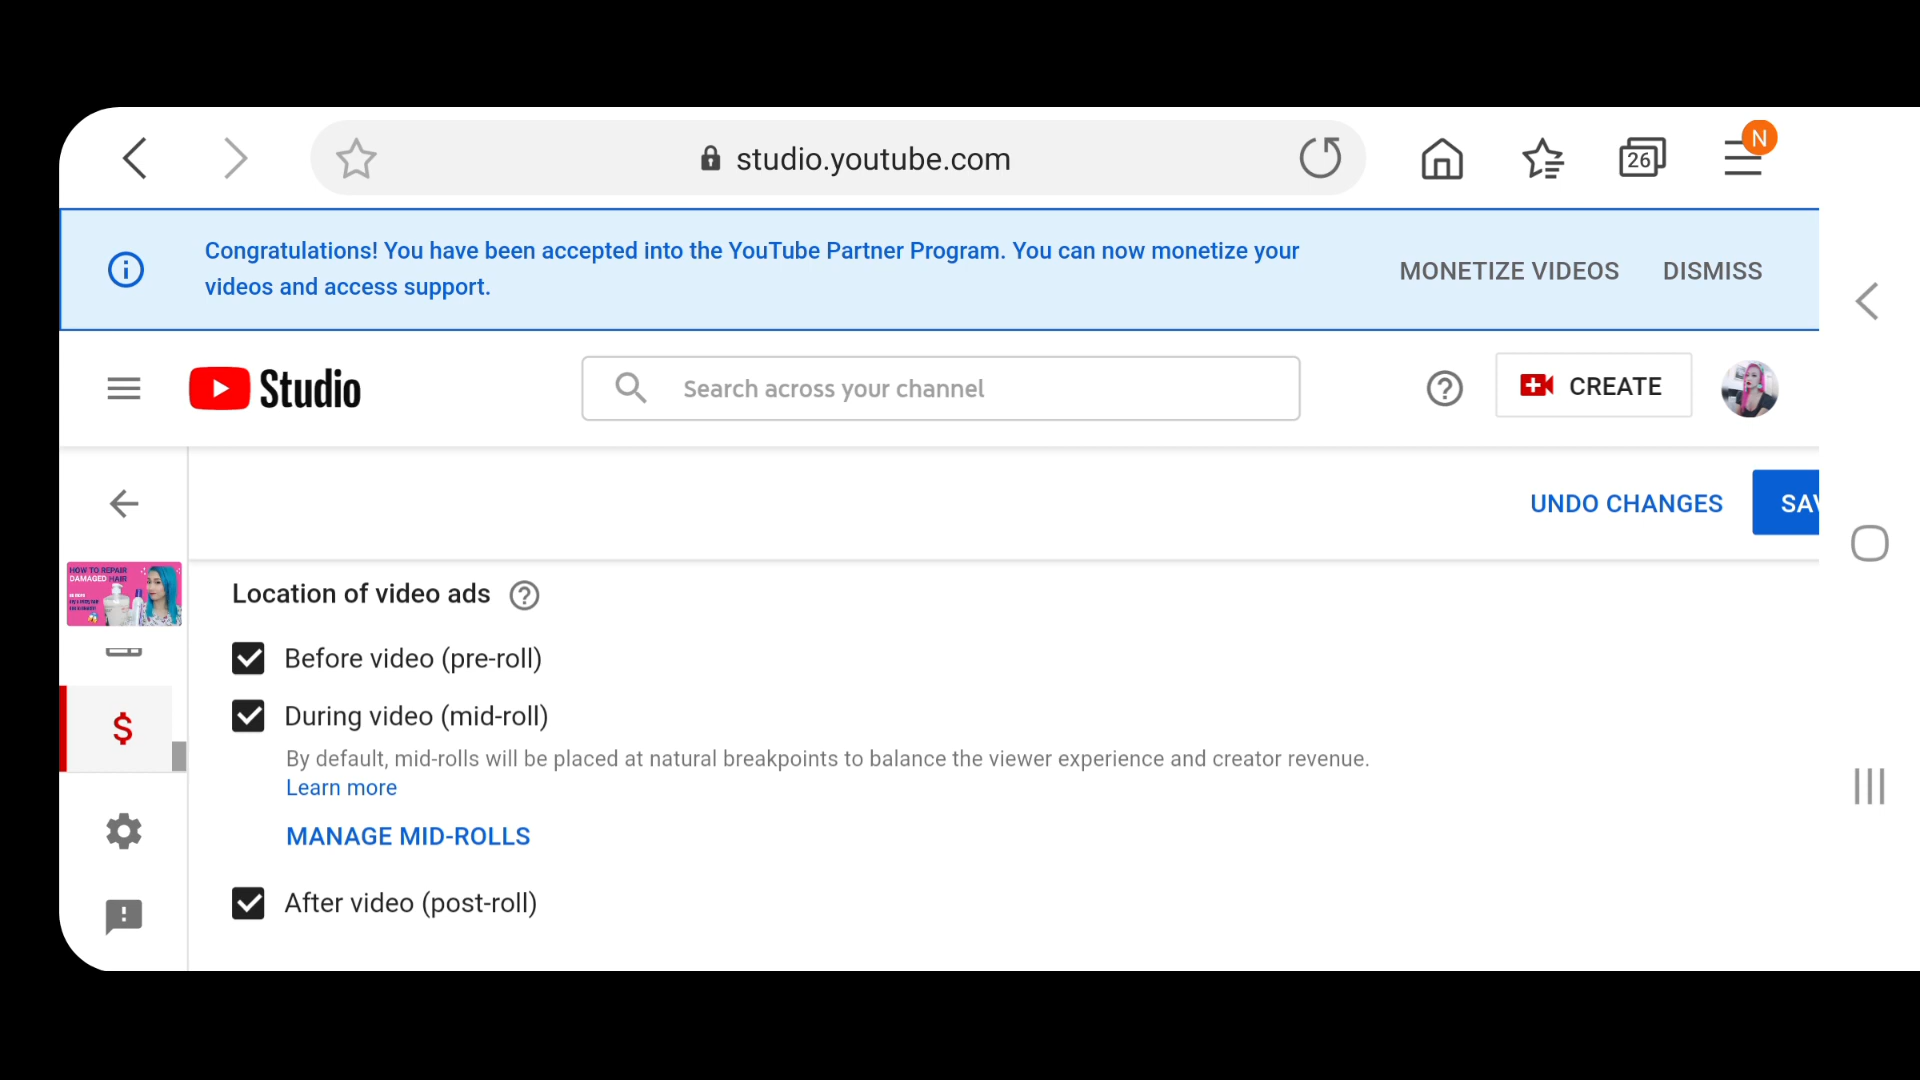 studio.youtube.com
26
N
Congratulations! You have been accepted into the YouTube Partner Program. You can now monetize your
videos and access support.
MONETIZE VIDEOS
DISMISS
Studio
Search across your channel
CREATE
UNDO CHANGES
SAV
HOW TO REPAIR
DAMAGED HAIR
Location of video ads
Before video (pre-roll)
During video (mid-roll)
By default, mid-rolls will be placed at natural breakpoints to balance the viewer experience and creator revenue.
Learn more
MANAGE MID-ROLLS
After video (post-roll)